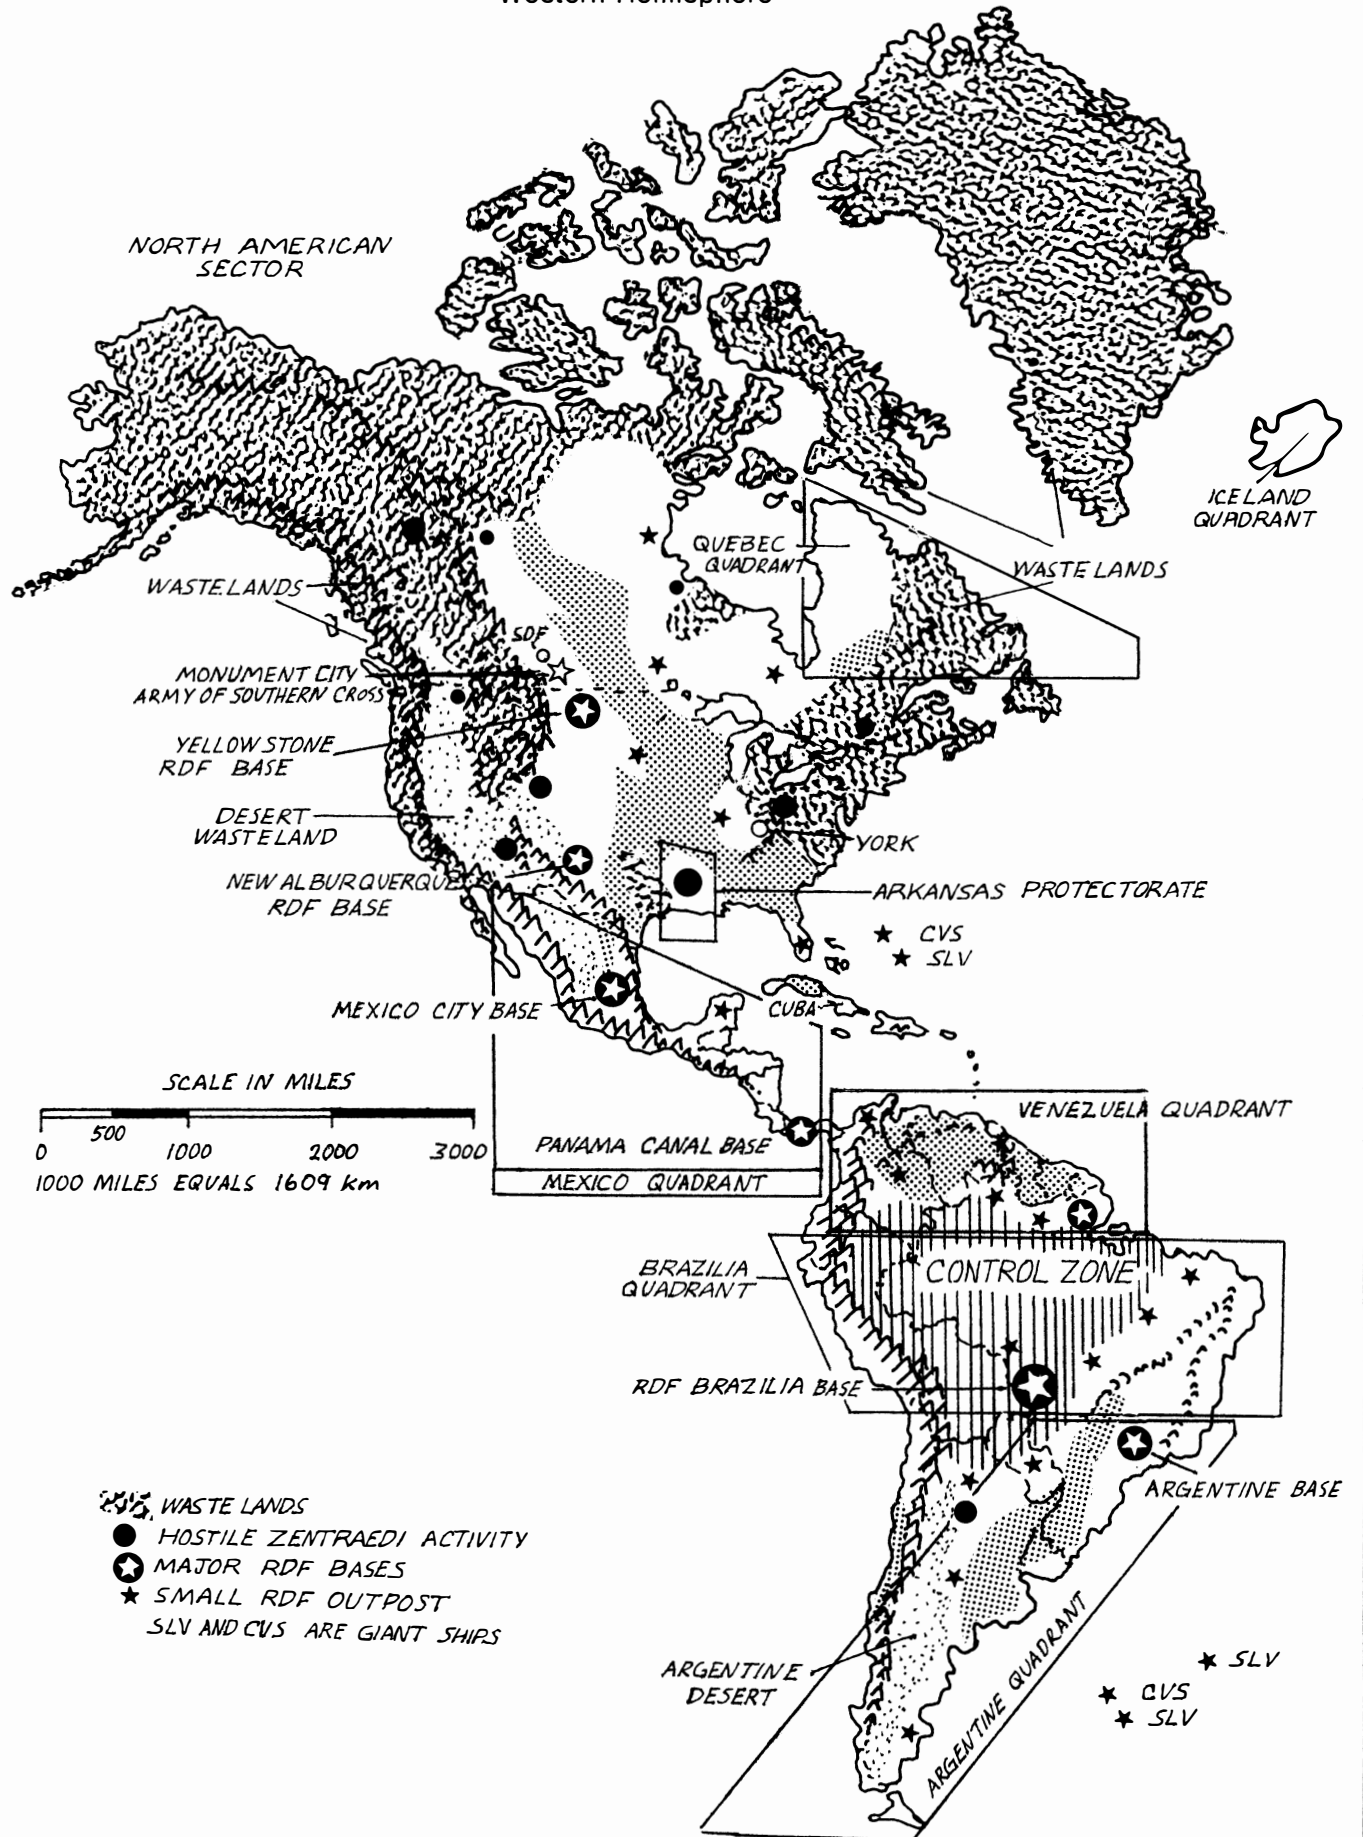 Western Hemisphere
NORTH AMERICAN
SECTOR
ICELAND
QUADRANT
QUEBEC
QUADRANT
WASTELANDS
WASTELANDS
SDF
MONUMENT CITY
ARMY OF SOUTHERN CROSS
YELLOWSTONE
RDF BASE
DESERT
WASTELAND
YORK
NEW ALBURQUERQUE
RDF BASE
ARKANSAS PROTECTORATE
CVS
SLV
MEXICO CITY BASE
CUBA
SCALE IN MILES
0 500 1000 2000 3000
1000 MILES EQUALS 1609 km
VENEZUELA QUADRANT
PANAMA CANAL BASE
MEXICO QUADRANT
BRAZILIA
QUADRANT
CONTROL ZONE
RDF BRAZILIA BASE
ARGENTINE BASE
WASTE LANDS
HOSTILE ZENTRAEDI ACTIVITY
MAJOR RDF BASES
SMALL RDF OUTPOST
SLV AND CVS ARE GIANT SHIPS
ARGENTINE
DESERT
ARGENTINE QUADRANT
SLV
CVS
SLV